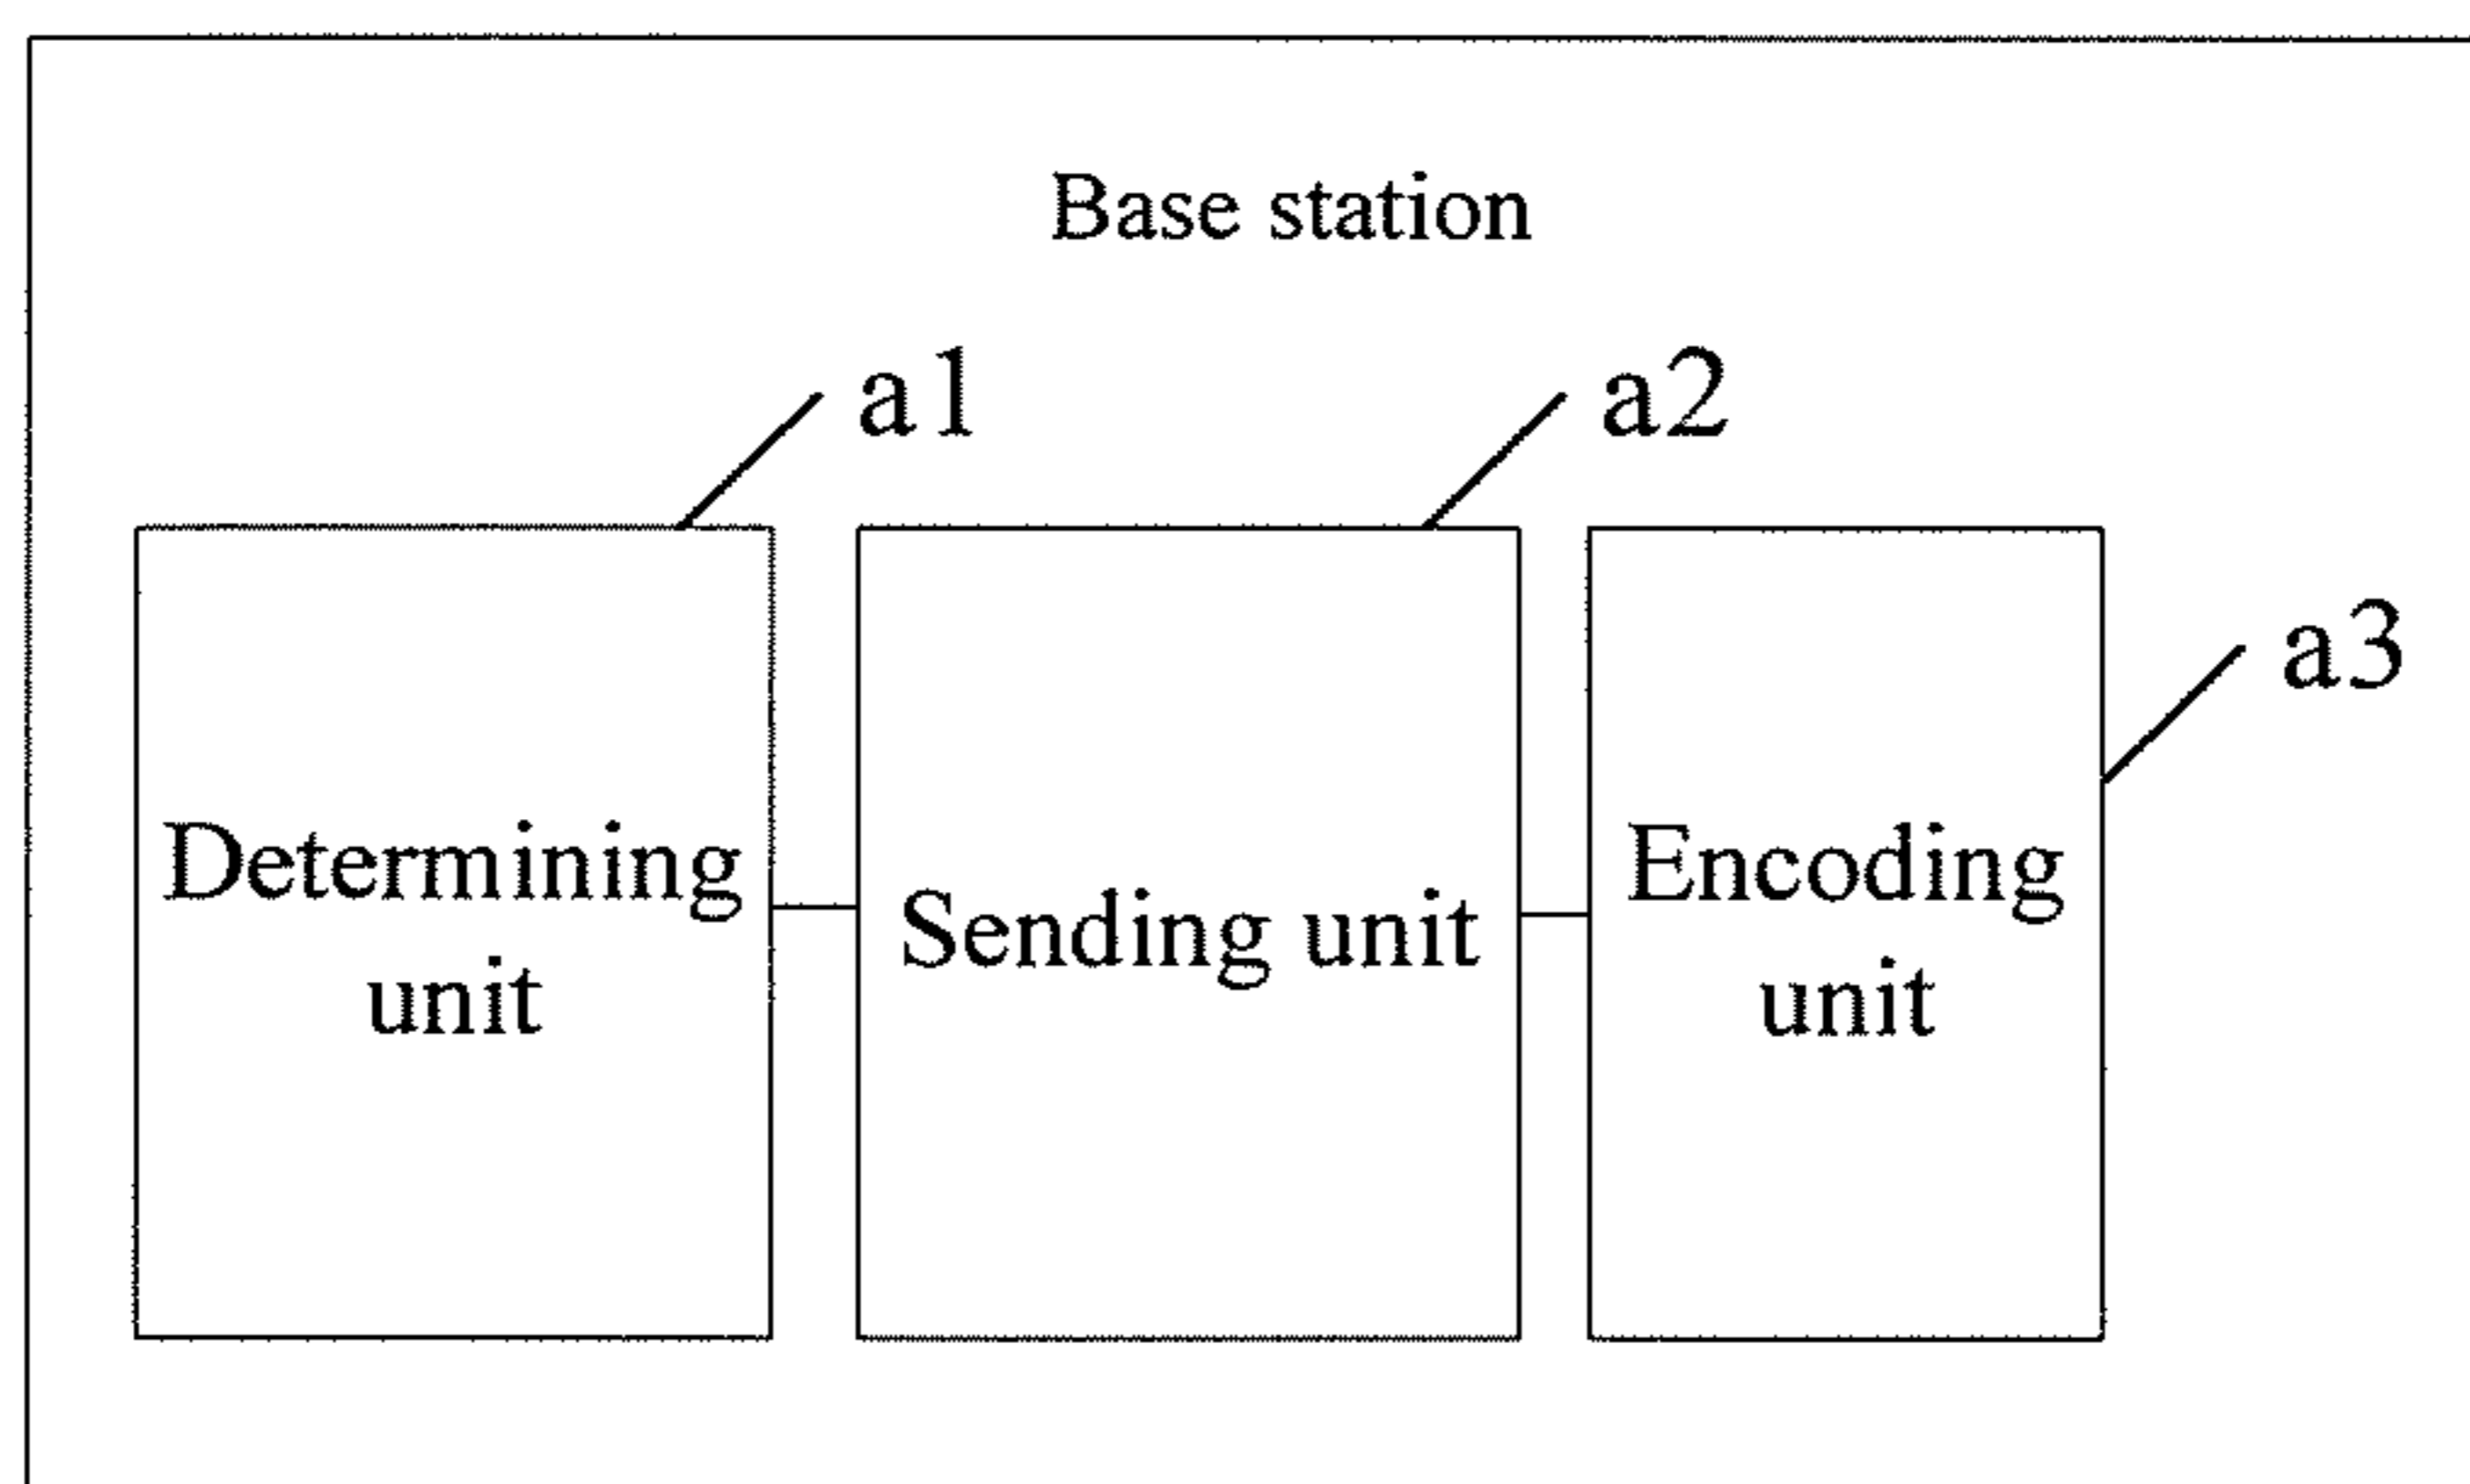 Base station
a1
a2
a3
Determining
unit
Sending unit
Encoding
unit